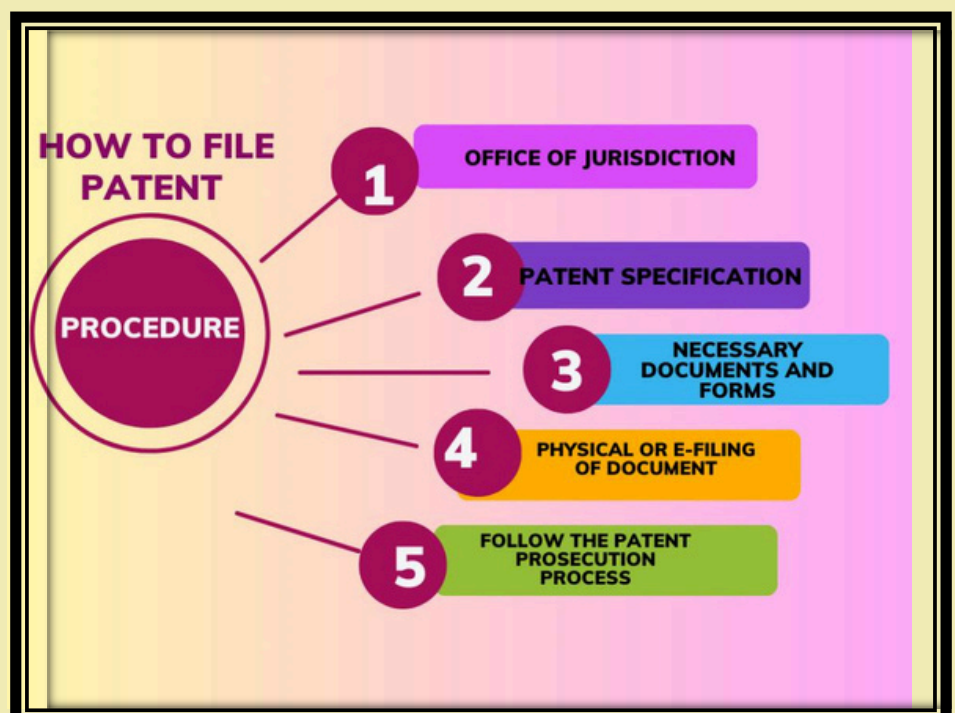 HOW TO FILE
PATENT
PROCEDURE
1
OFFICE OF JURISDICTION
2
PATENT SPECIFICATION
3
NECESSARY
DOCUMENTS AND
FORMS
4
PHYSICAL OR E-FILING
OF DOCUMENT
5
FOLLOW THE PATENT
PROSECUTION
PROCESS